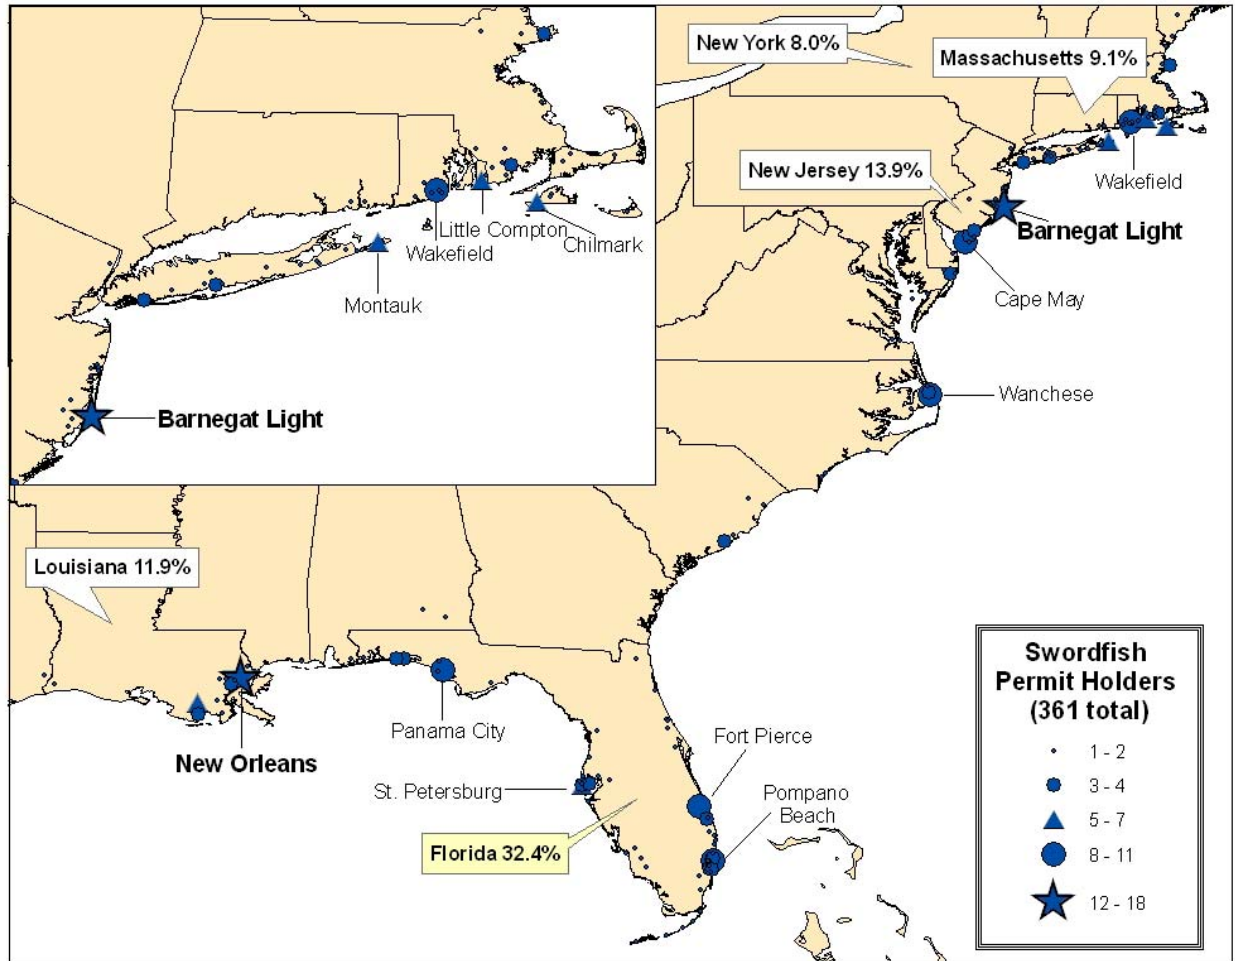 New York 8.0%
Massachusetts 9.1%
New Jersey 13.9%
Wakefield
Barnegat Light
Cape May
Wanchese
Little Compton
Wakefield
Chilmark
Montauk
Barnegat Light
Louisiana 11.9%
New Orleans
Panama City
St. Petersburg
Florida 32.4%
Fort Pierce
Pompano
Beach
Swordfish
Permit Holders
(361 total)
1 - 2
3 - 4
5 - 7
8 - 11
12 - 18